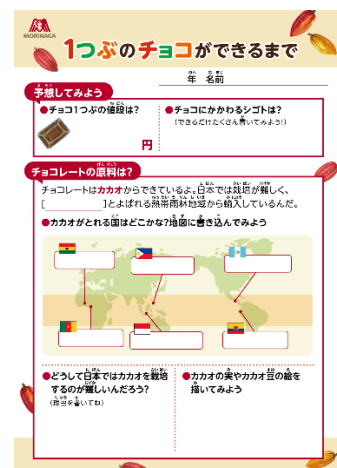 MORINAGA
1つぶのチョコができるまで
年 名前
予想してみよう
●チョコ1つぶの値段は?
円
●チョコにかかわるシゴトは?
(できるだけたくさん書いてみよう!)
チョコレートの原料は?
チョコレートはカカオからできているよ。日本では栽培が難しく、
[ ]とよばれる熱帯雨林地域から輸入しているんだ。
●カカオがとれる国はどこかな?地図に書き込んでみよう
●どうして日本ではカカオを栽培
するのが難しいんだろう?
(理由を書いてね)
●カカオの実やカカオ豆の絵を
描いてみよう